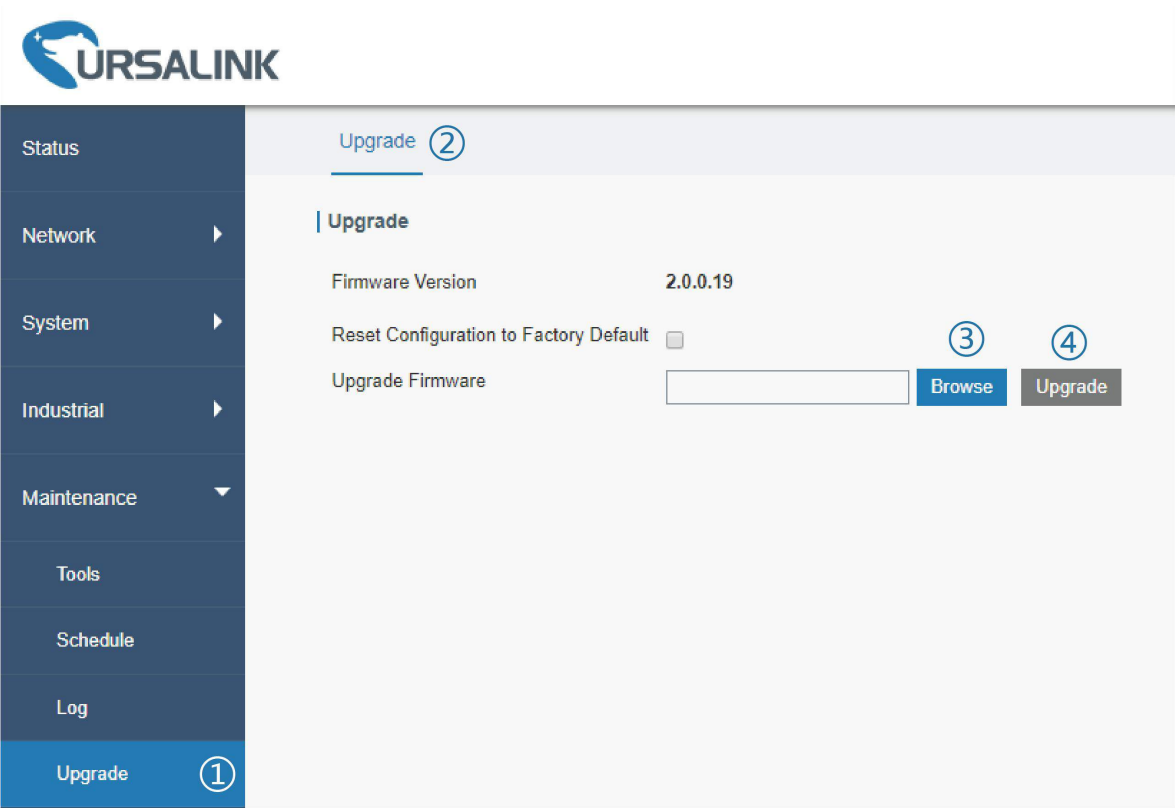 URSALINK
Status
Network
System
Industrial
Maintenance
Tools
Schedule
Log
Upgrade ①
Upgrade ②
Upgrade
Firmware Version 2.0.0.19
Reset Configuration to Factory Default
③ ④
Upgrade Firmware Browse Upgrade